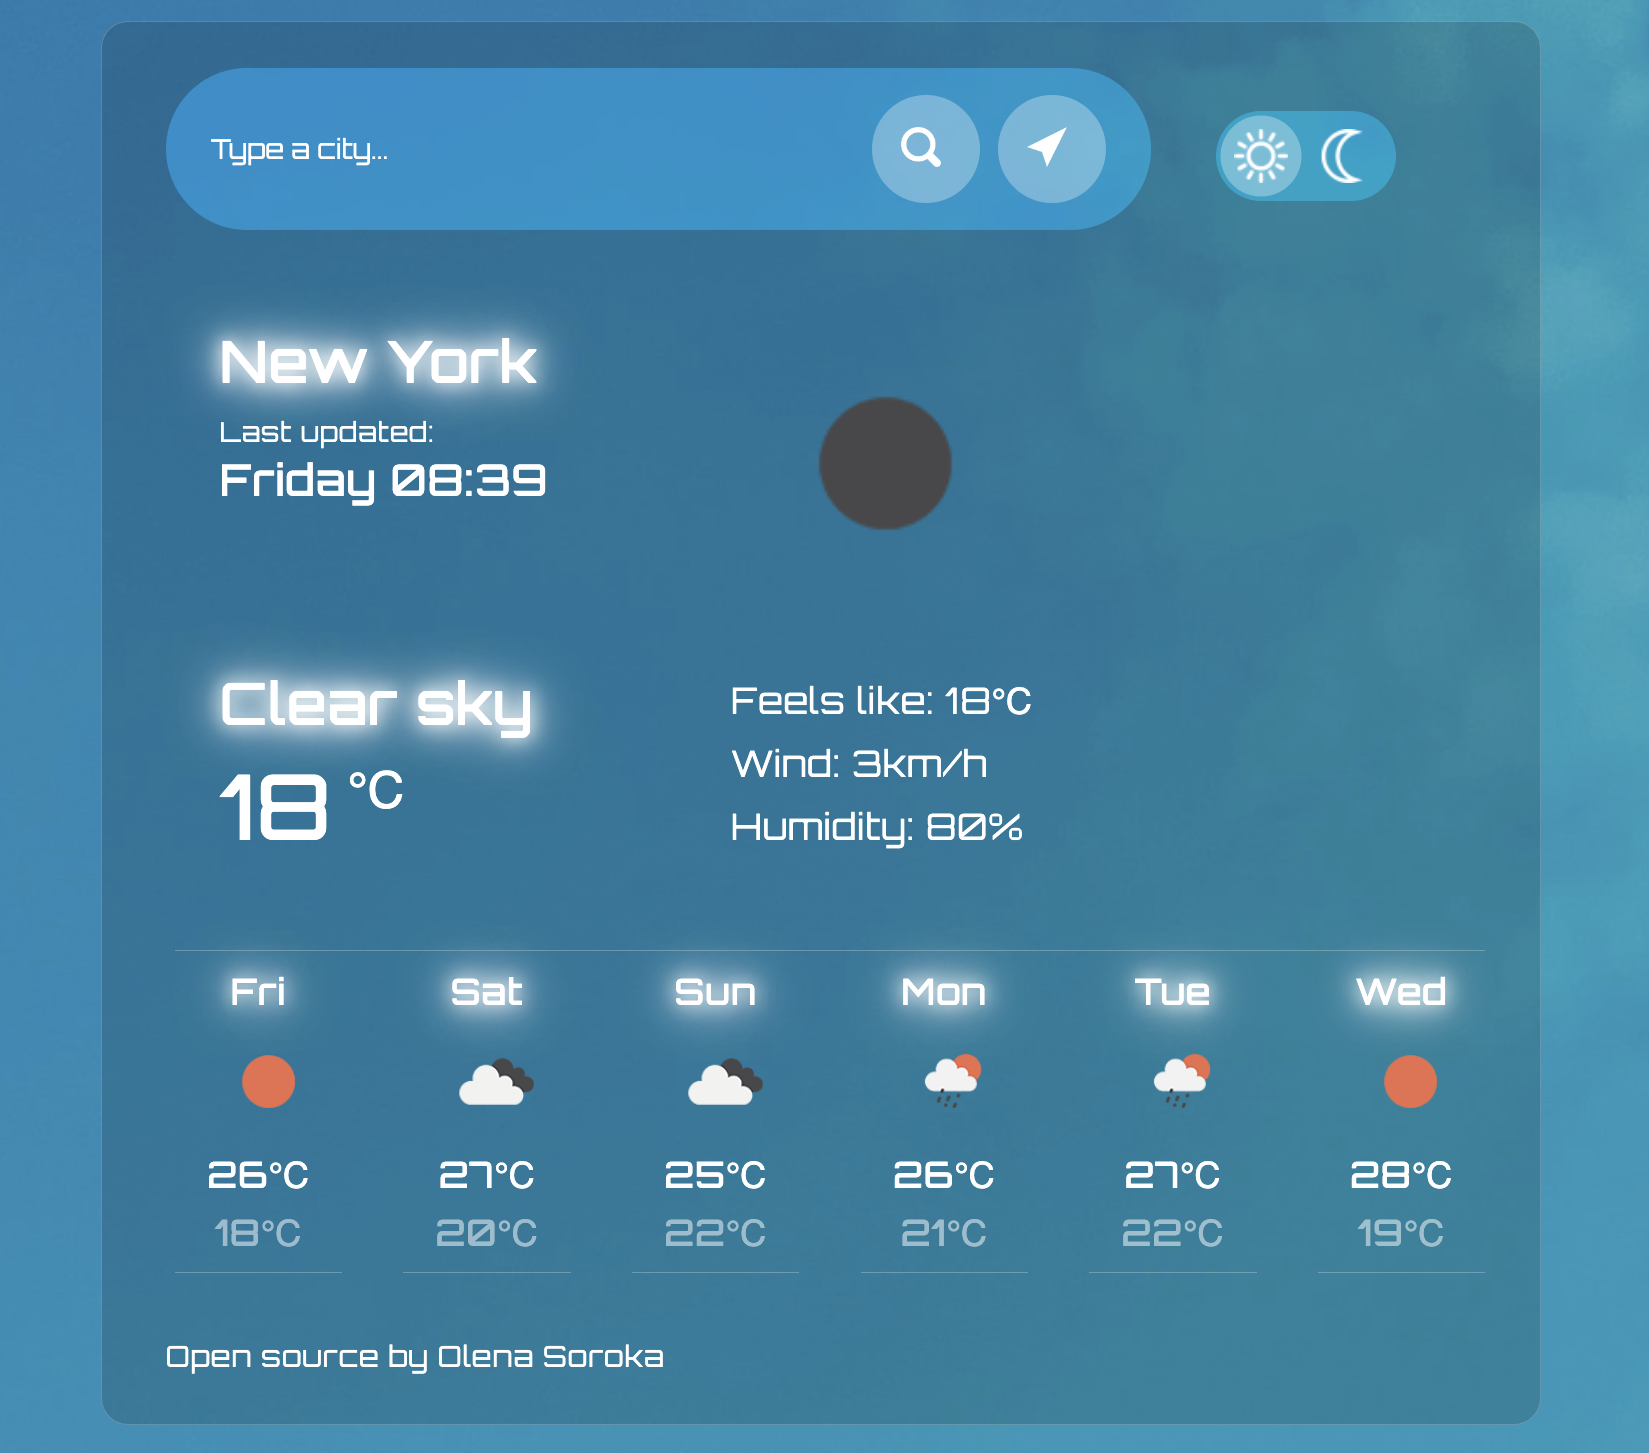 Type a city...
New York
Last updated:
Friday 08:39
Clear sky
18 °C
Feels like: 18°C
Wind: 3km/h
Humidity: 80%
Fri Sat Sun Mon Tue Wed
26°C 27°C 25°C 26°C 27°C 28°C
18°C 20°C 22°C 21°C 22°C 19°C
Open source by Olena Soroka